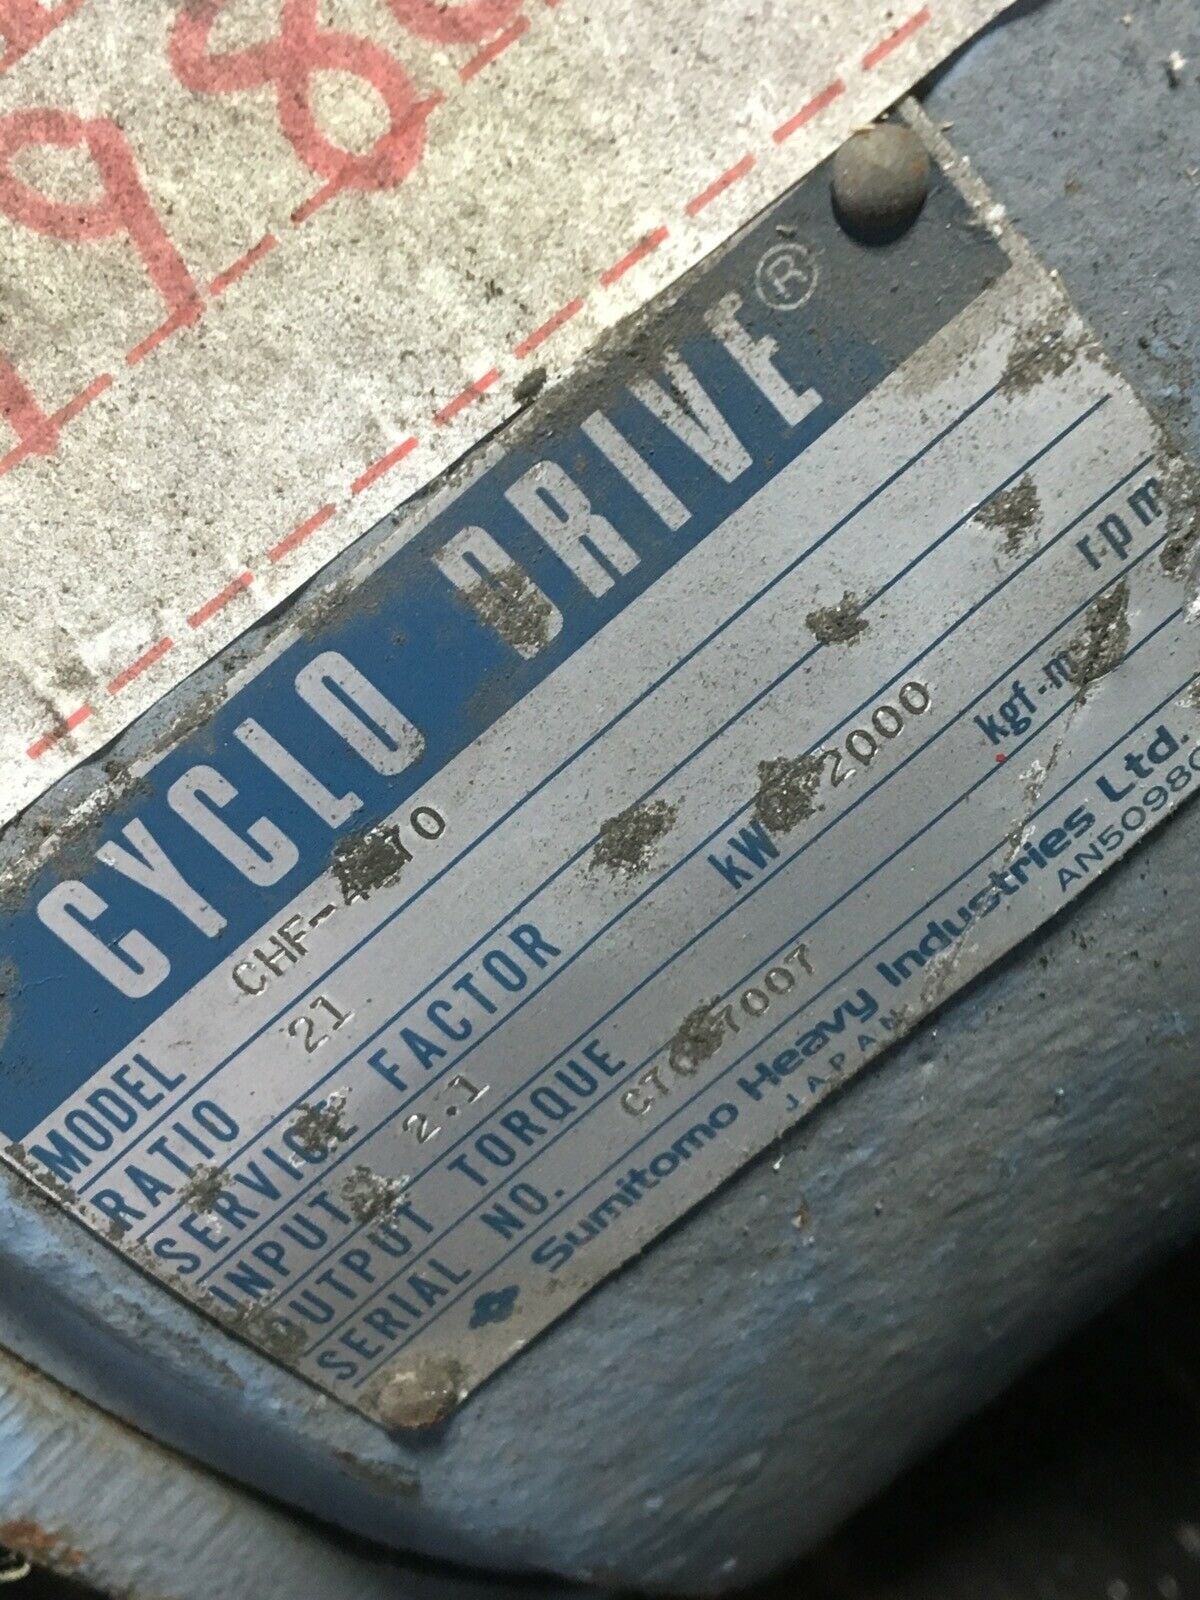 980
CYCLO DRIVE®
MODEL
RATIO 21
SERVICE FACTOR
INPUT 2.1 kW 2000 r.p.m
OUTPUT TORQUE kgf-m
SERIAL NO.
Sumitomo Heavy Industries Ltd.
JAPAN